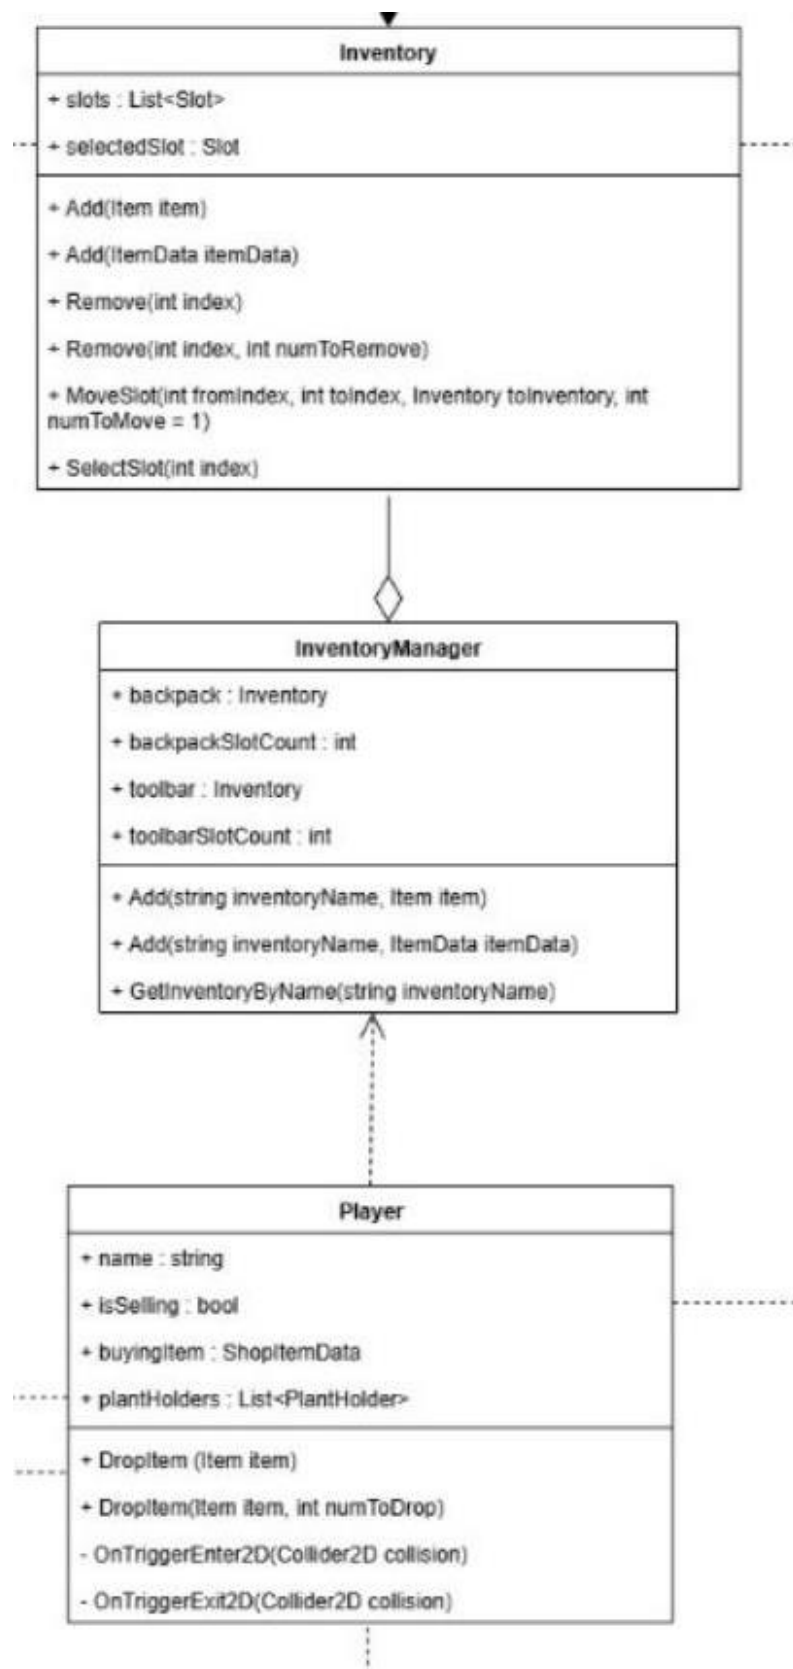 Inventory
+ slots : List<Slot>
+ selectedSlot : Slot
+ Add(Item item)
+ Add(ItemData itemData)
+ Remove(int index)
+ Remove(int index, int numToRemove)
+ MoveSlot(int fromIndex, int toIndex, Inventory toInventory, int
numToMove = 1)
+ SelectSlot(int index)
InventoryManager
+ backpack : Inventory
+ backpackSlotCount : int
+ toolbar : Inventory
+ toolbarSlotCount : int
+ Add(string inventoryName, Item item)
+ Add(string inventoryName, ItemData itemData)
+ GetInventoryByName(string inventoryName)
Player
+ name : string
+ isSelling : bool
+ buyingItem : ShopItemData
+ plantHolders : List<PlantHolder>
+ DropItem (Item item)
+ DropItem(Item item, int numToDrop)
- OnTriggerEnter2D(Collider2D collision)
- OnTriggerExit2D(Collider2D collision)